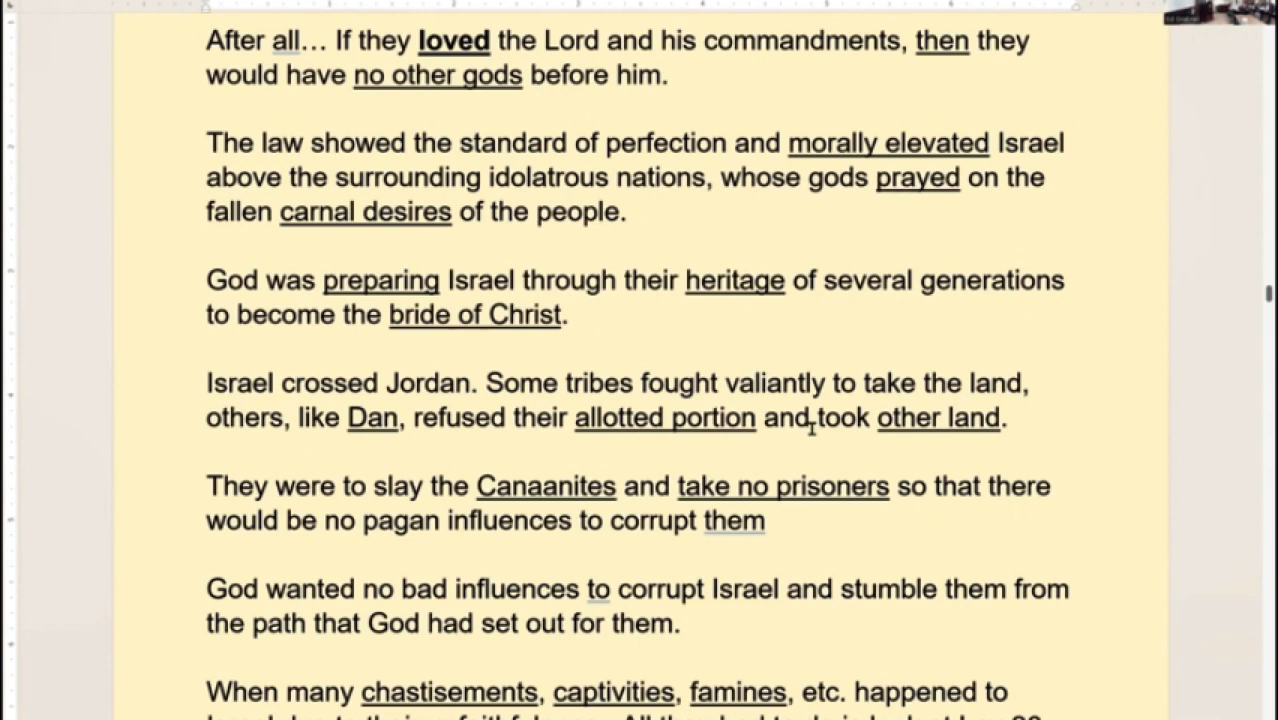 After all... If they loved the Lord and his commandments, then they
would have no other gods before him.
The law showed the standard of perfection and morally elevated Israel
above the surrounding idolatrous nations, whose gods prayed on the
fallen carnal desires of the people.
God was preparing Israel through their heritage of several generations
to become the bride of Christ.
Israel crossed Jordan. Some tribes fought valiantly to take the land,
others, like Dan, refused their allotted portion and took other land.
They were to slay the Canaanites and take no prisoners so that there
would be no pagan influences to corrupt them
God wanted no bad influences to corrupt Israel and stumble them from
the path that God had set out for them.
When many chastisements, captivities, famines, etc. happened to